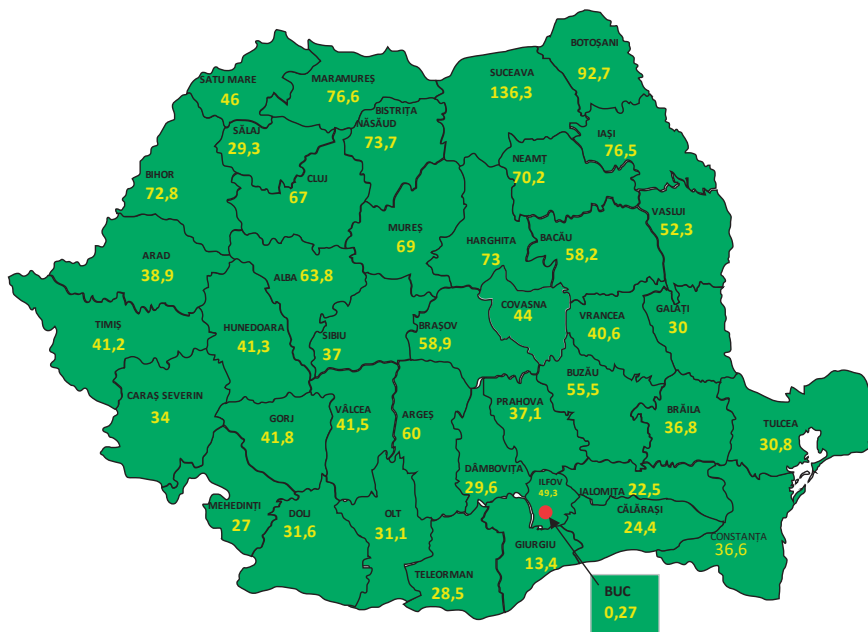 BOTOȘANI
92,7
SUCEAVA
136,3
SATU MARE
46
MARAMUREȘ
76,6
BISTRIȚA
NĂSĂUD
73,7
SĂLAJ
29,3
IAȘI
76,5
NEAMȚ
70,2
CLUJ
67
BIHOR
72,8
VASLUI
52,3
MUREȘ
69
HARGHITA
73
BACĂU
58,2
ARAD
38,9
ALBA 63,8
COVASNA
44
GALAȚI
30
VRANCEA
40,6
TIMIȘ
41,2
HUNEDOARA
41,3
SIBIU
37
BRAȘOV
58,9
BUZĂU
55,5
CARAȘ SEVERIN
34
GORJ
41,8
VÂLCEA
41,5
ARGEȘ
60
PRAHOVA
37,1
BRĂILA
36,8
TULCEA
30,8
DÂMBOVIȚA
29,6
ILFOV
49,3
IALOMIȚA 22,5
MEHEDINȚI
27
DOLJ
31,6
OLT
31,1
CĂLĂRAȘI
24,4
CONSTANȚA
36,6
GIURGIU
13,4
TELEORMAN
28,5
BUC
0,27